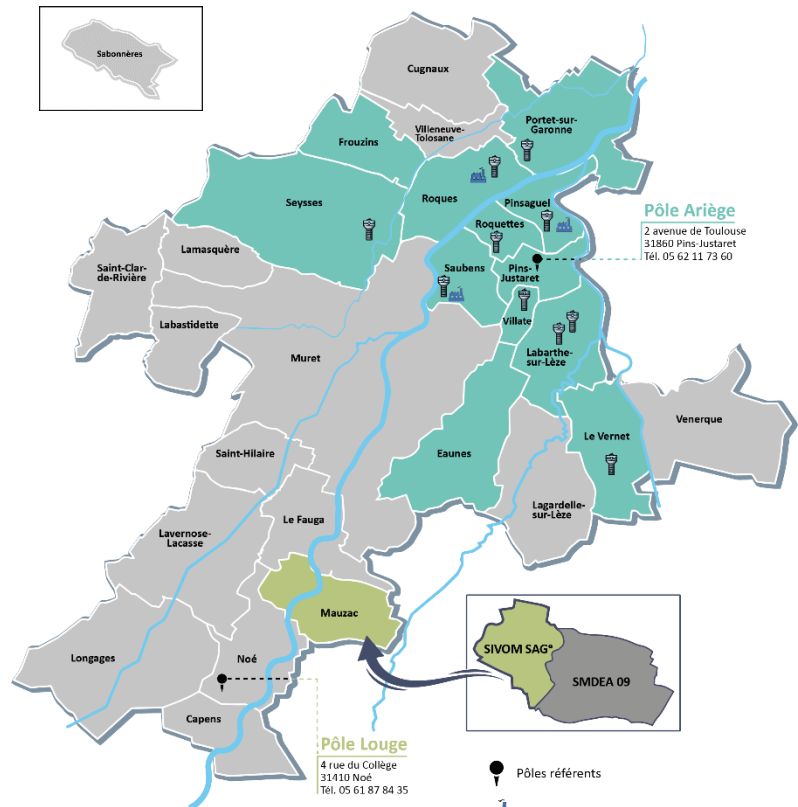 Sabonnères
Cugnaux
Villeneuve-
Tolosane
Portet-sur-
Garonne
Frouzins
Seysses
Roques
Pinsaguel
Roquettes
Pôle Ariège
2 avenue de Toulouse
31860 Pins-Justaret
Tél. 05 62 11 73 60
Lamasquère
Saint-Clar-
de-Rivière
Saubens
Pins-
Justaret
Labastidette
Villate
Muret
Labarthe-
sur-Lèze
Venerque
Le Vernet
Saint-Hilaire
Eaunes
Lagardelle-
sur-Lèze
Le Fauga
Lavernose-
Lacasse
Mauzac
SIVOM SAGe
SMDEA 09
Longages
Noé
Capens
Pôle Louge
4 rue du Collège
31410 Noé
Tél. 05 61 87 84 35
Pôles référents